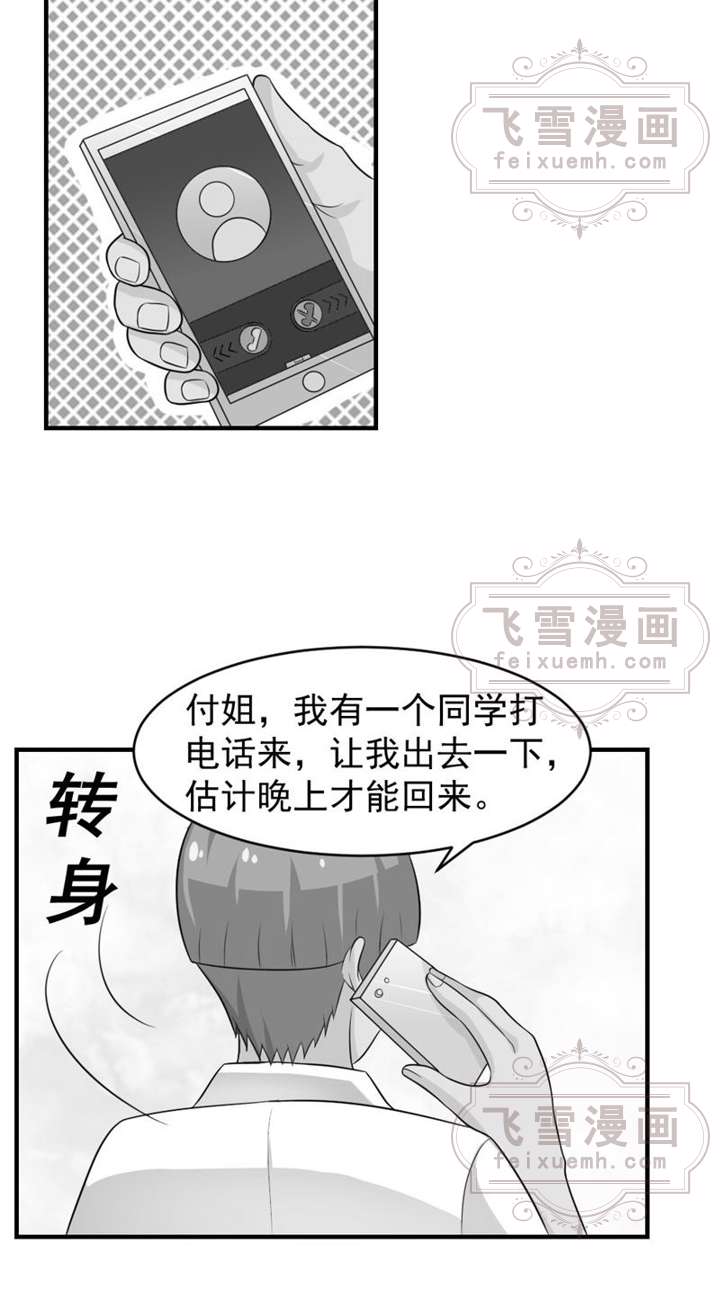 飞雪漫画
feixuemh.com
飞雪漫画
feixuemh.com
付姐，我有一个同学打
电话来，让我出去一下，
估计晚上才能回来。
转身
飞雪漫画
feixuemh.com